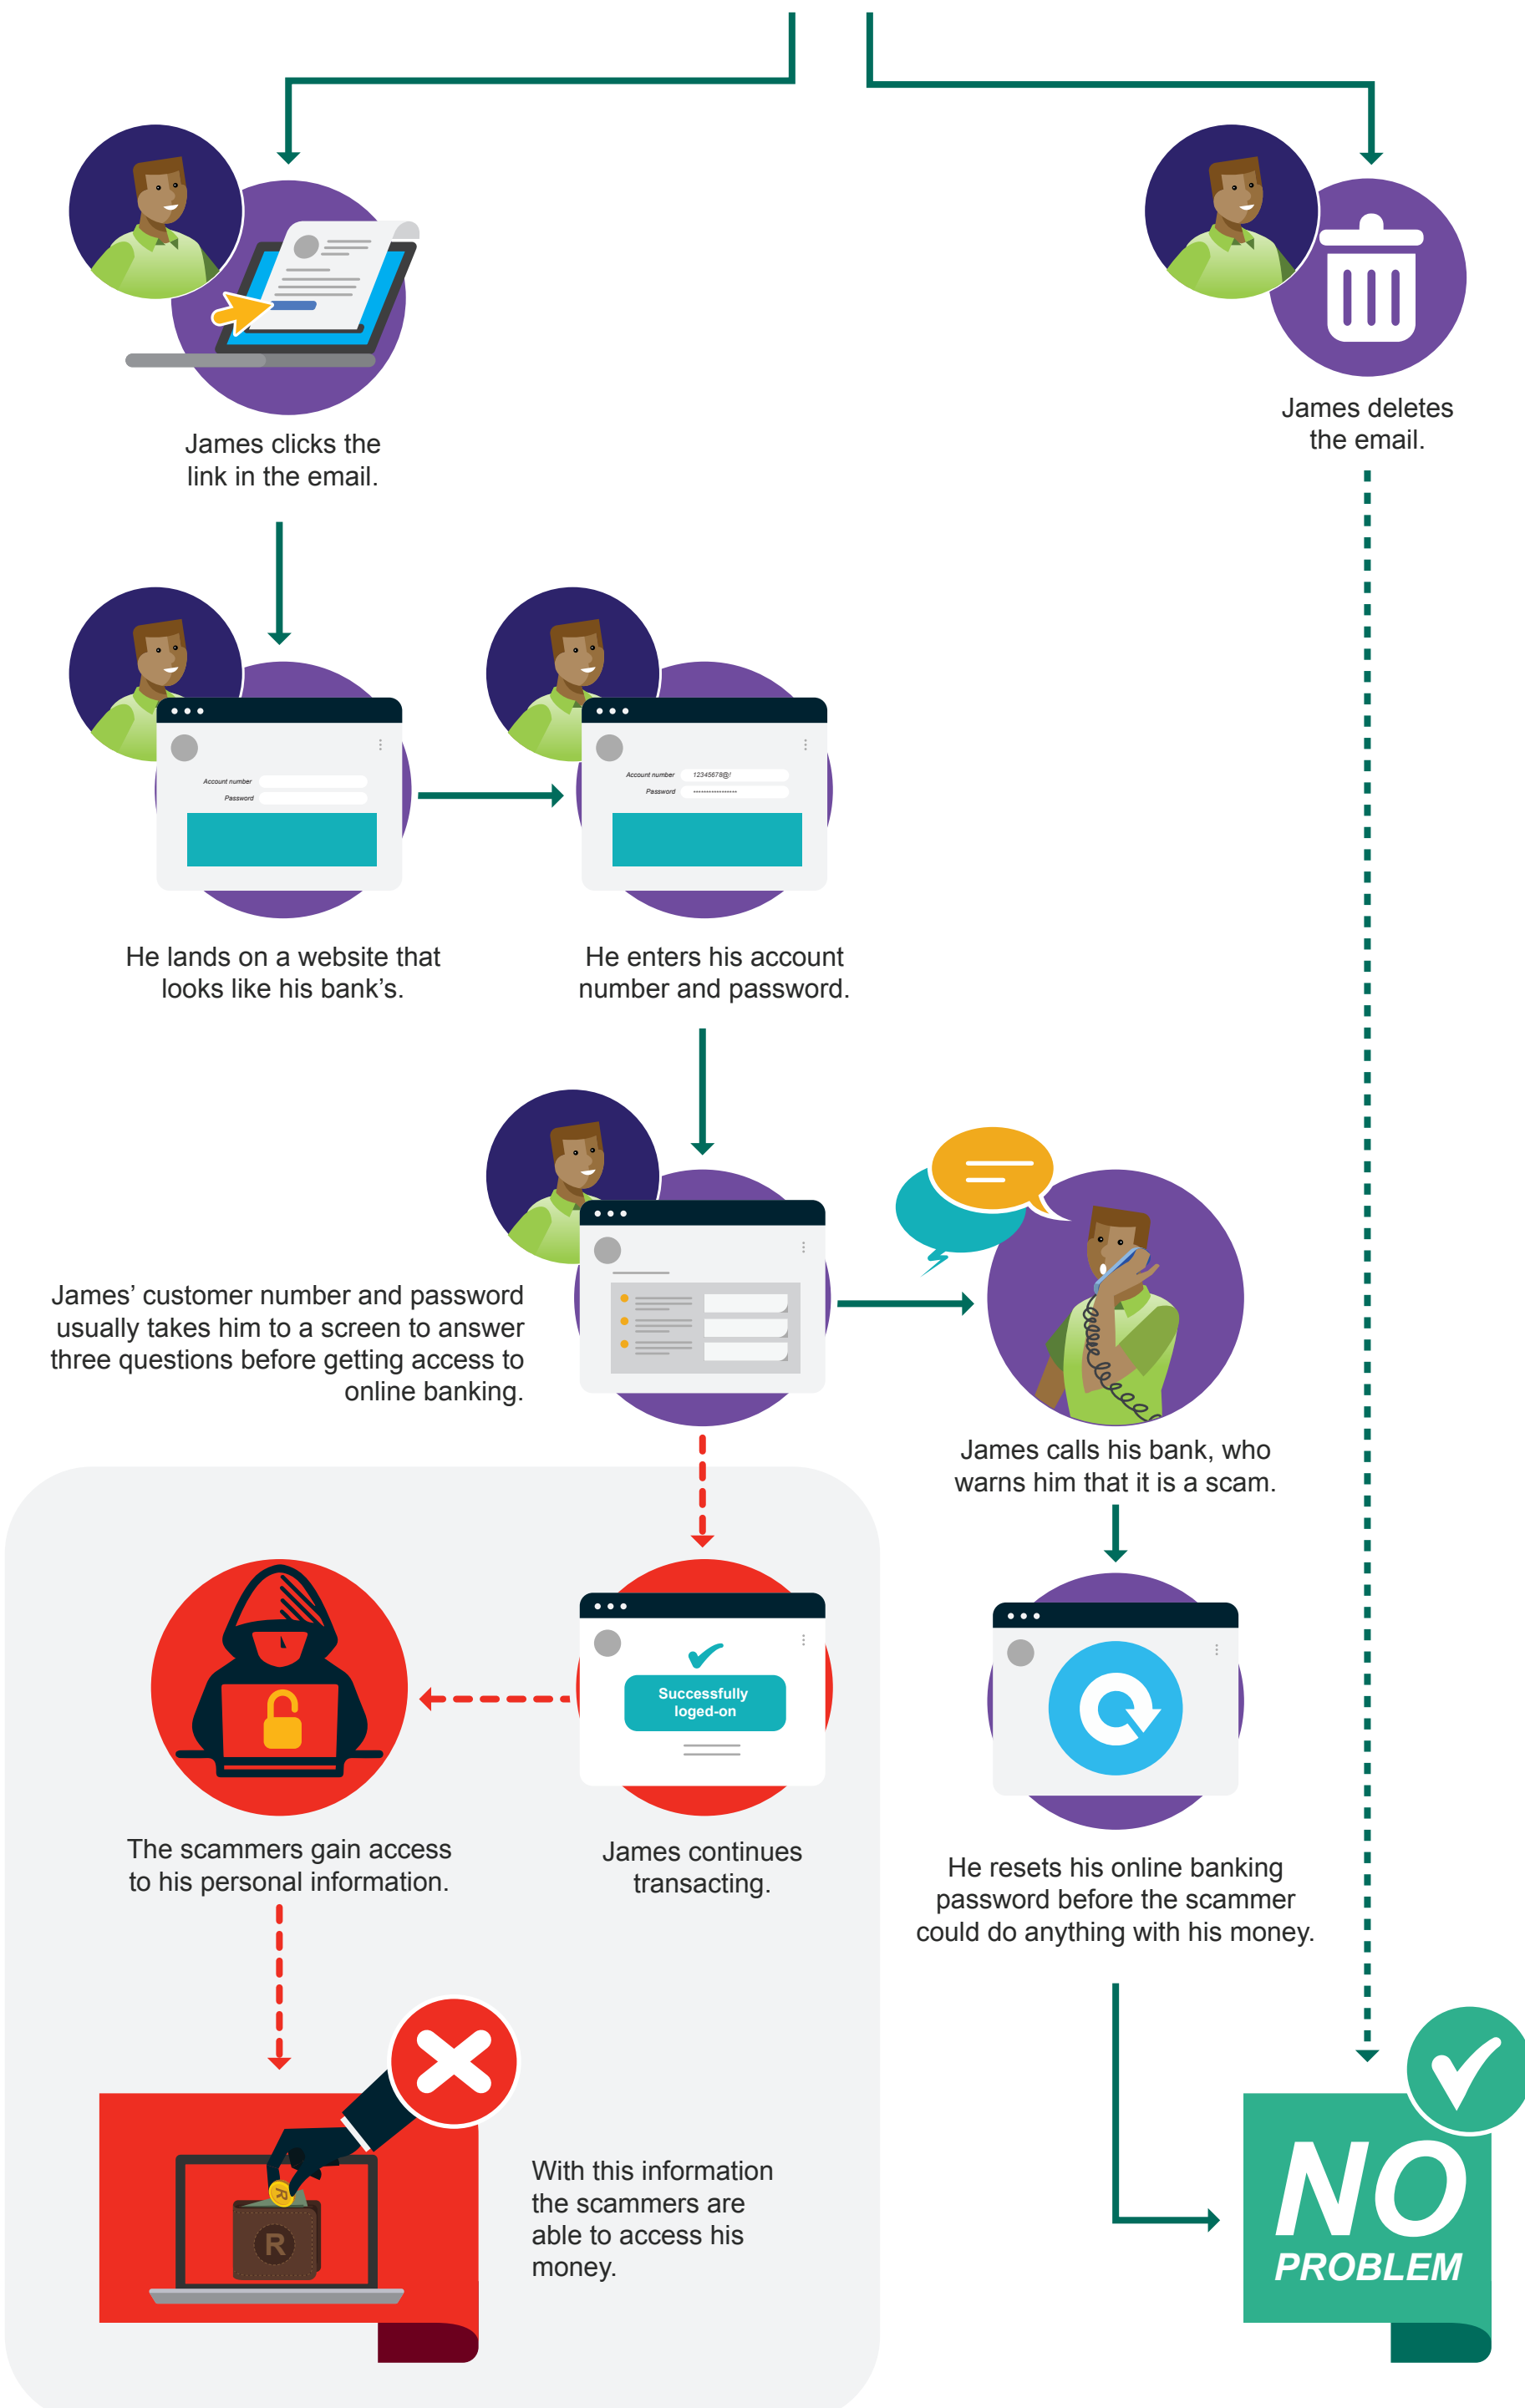 James clicks the
link in the email.
James deletes
the email.
Account number
Password
Account number 12345678@!
Password ******************
He lands on a website that
looks like his bank’s.
He enters his account
number and password.
James’ customer number and password
usually takes him to a screen to answer
three questions before getting access to
online banking.
James calls his bank, who
warns him that it is a scam.
Successfully
loged-on
The scammers gain access
to his personal information.
James continues
transacting.
He resets his online banking
password before the scammer
could do anything with his money.
R
R
With this information
the scammers are
able to access his
money.
NO
PROBLEM